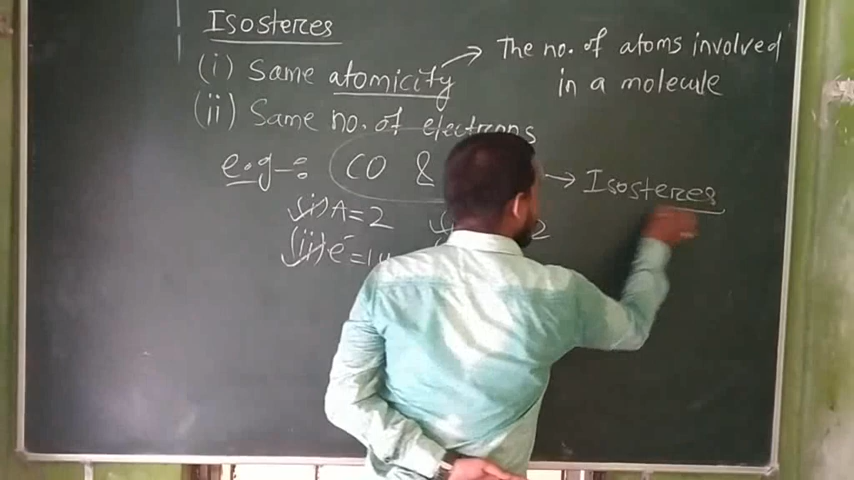 Isosteres
(i) Same atomicity → The no. of atoms involved
in a molecule
(ii) Same no. of electrons
e.g-: CO & → Isosteres
(i) A = 2 2
(ii) e⁻ = 14